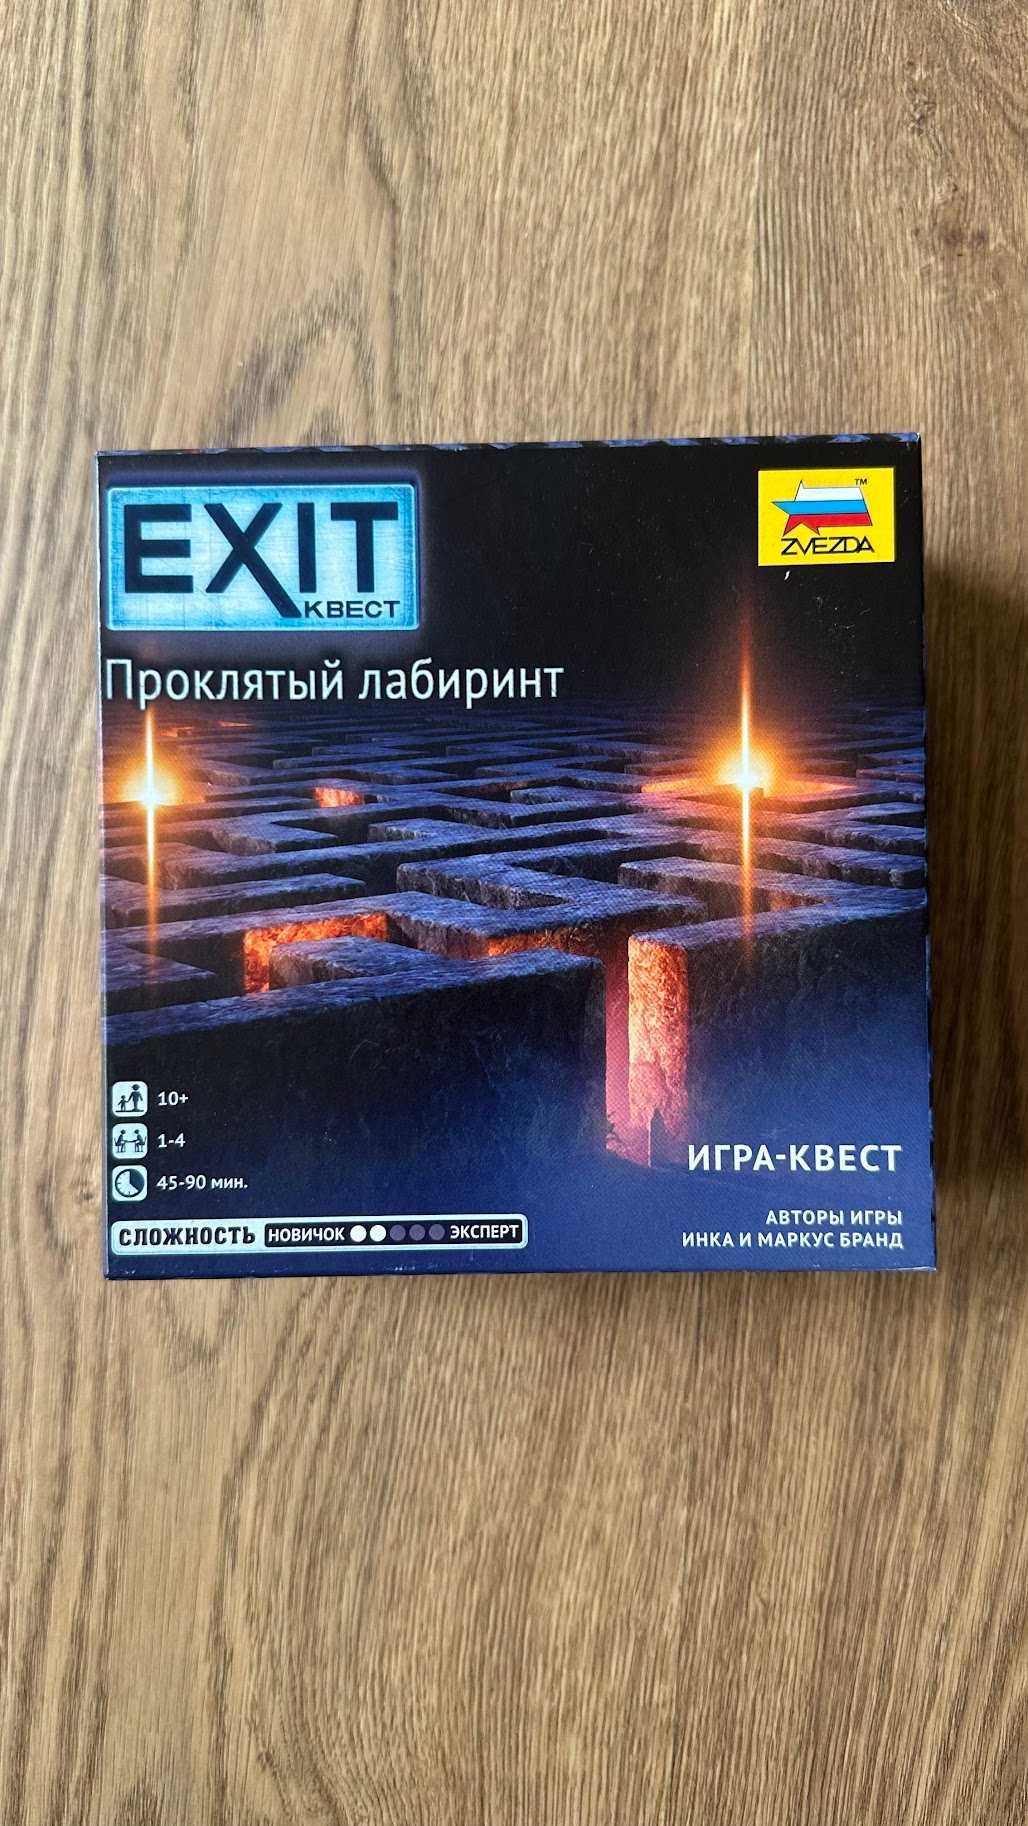 EXIT
КВЕСТ
ZVEZDA
TM
Проклятый лабиринт
10+
1-4
45-90 мин.
СЛОЖНОСТЬ НОВИЧОК ЭКСПЕРТ
ИГРА-КВЕСТ
АВТОРЫ ИГРЫ
ИНКА И МАРКУС БРАНД